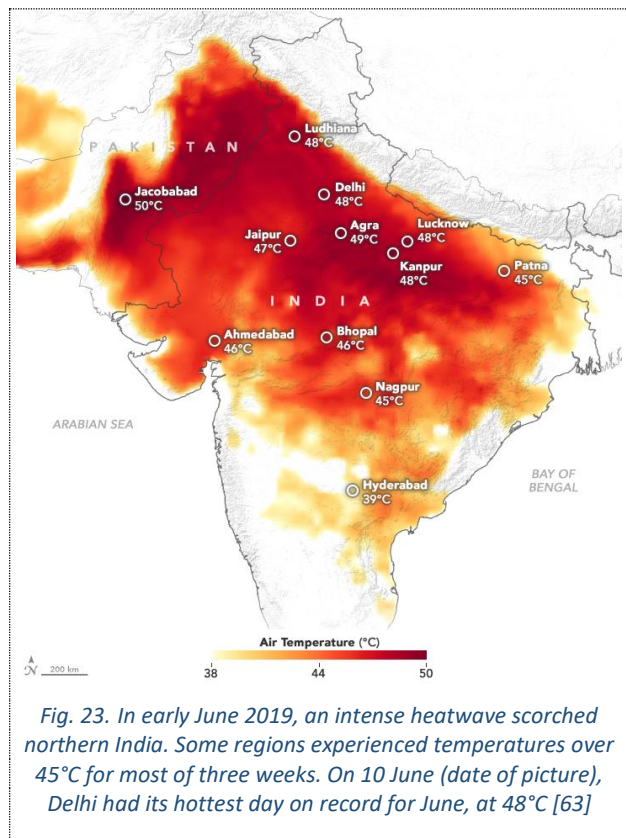 PAKISTAN
Ludhiana
48°C
Jacobabad
50°C
Delhi
48°C
Jaipur
47°C
Agra
49°C
Lucknow
48°C
Kanpur
48°C
Patna
45°C
INDIA
Ahmedabad
46°C
Bhopal
46°C
Nagpur
45°C
ARABIAN SEA
BAY OF
BENGAL
Hyderabad
39°C
Air Temperature (°C)
N
200 km
38
44
50
Fig. 23. In early June 2019, an intense heatwave scorched
northern India. Some regions experienced temperatures over
45°C for most of three weeks. On 10 June (date of picture),
Delhi had its hottest day on record for June, at 48°C [63]